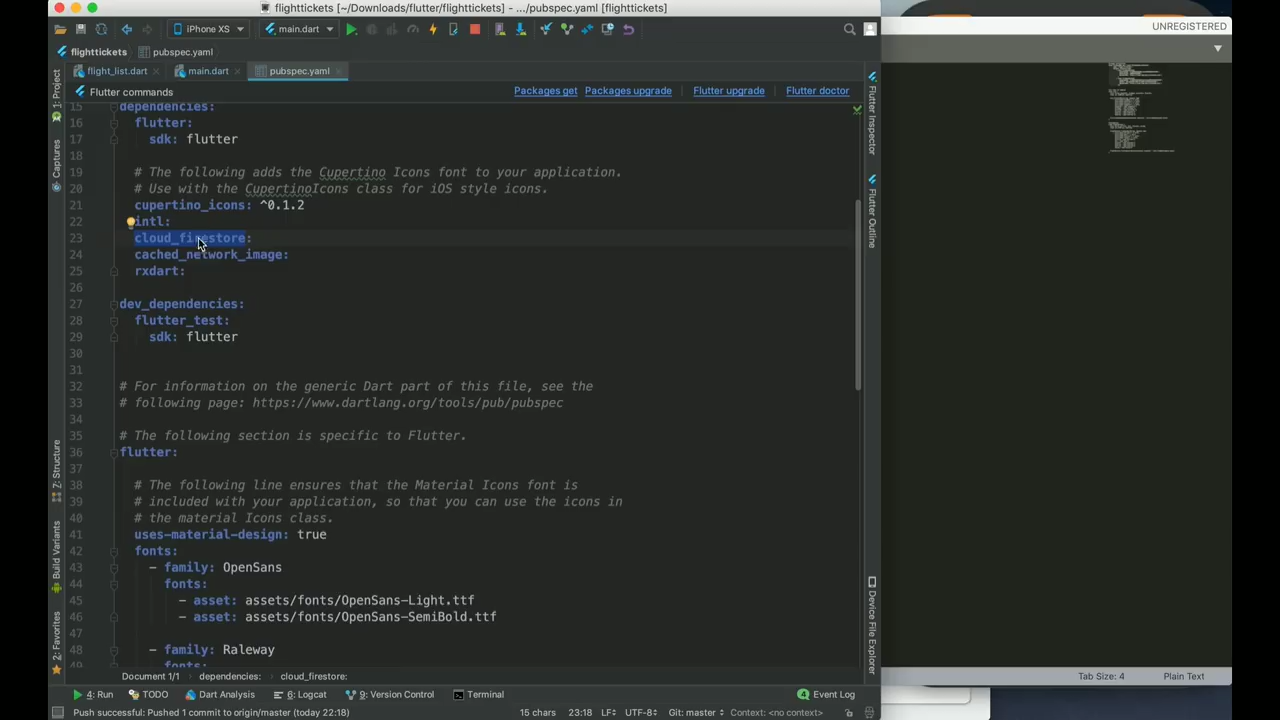 flighttickets [~/Downloads/flutter/flighttickets] - .../pubspec.yaml [flighttickets]
UNREGISTERED
iPhone XS
main.dart
flighttickets
pubspec.yaml
flight_list.dart
main.dart
pubspec.yaml
Flutter commands
Packages get
Packages upgrade
Flutter upgrade
Flutter doctor
1: Project
Captures
Z: Structure
Build Variants
2: Favorites
Flutter Inspector
Flutter Outline
Device File Explorer
15 dependencies:
16 flutter:
17 sdk: flutter
18
19 # The following adds the Cupertino Icons font to your application.
20 # Use with the CupertinoIcons class for iOS style icons.
21 cupertino_icons: ^0.1.2
22 intl:
23 cloud_firestore:
24 cached_network_image:
25 rxdart:
26
27 dev_dependencies:
28 flutter_test:
29 sdk: flutter
30
31
32 # For information on the generic Dart part of this file, see the
33 # following page: https://www.dartlang.org/tools/pub/pubspec
34
35 # The following section is specific to Flutter.
36 flutter:
37
38 # The following line ensures that the Material Icons font is
39 # included with your application, so that you can use the icons in
40 # the material Icons class.
41 uses-material-design: true
42 fonts:
43 - family: OpenSans
44 fonts:
45 - asset: assets/fonts/OpenSans-Light.ttf
46 - asset: assets/fonts/OpenSans-SemiBold.ttf
47
48 - family: Raleway
49 fonts:
Document 1/1
dependencies:
cloud_firestore:
Tab Size: 4
Plain Text
4: Run
TODO
Dart Analysis
6: Logcat
9: Version Control
Terminal
4 Event Log
Push successful: Pushed 1 commit to origin/master (today 22:18)
15 chars
23:18
LF
UTF-8
Git: master
Context: <no context>